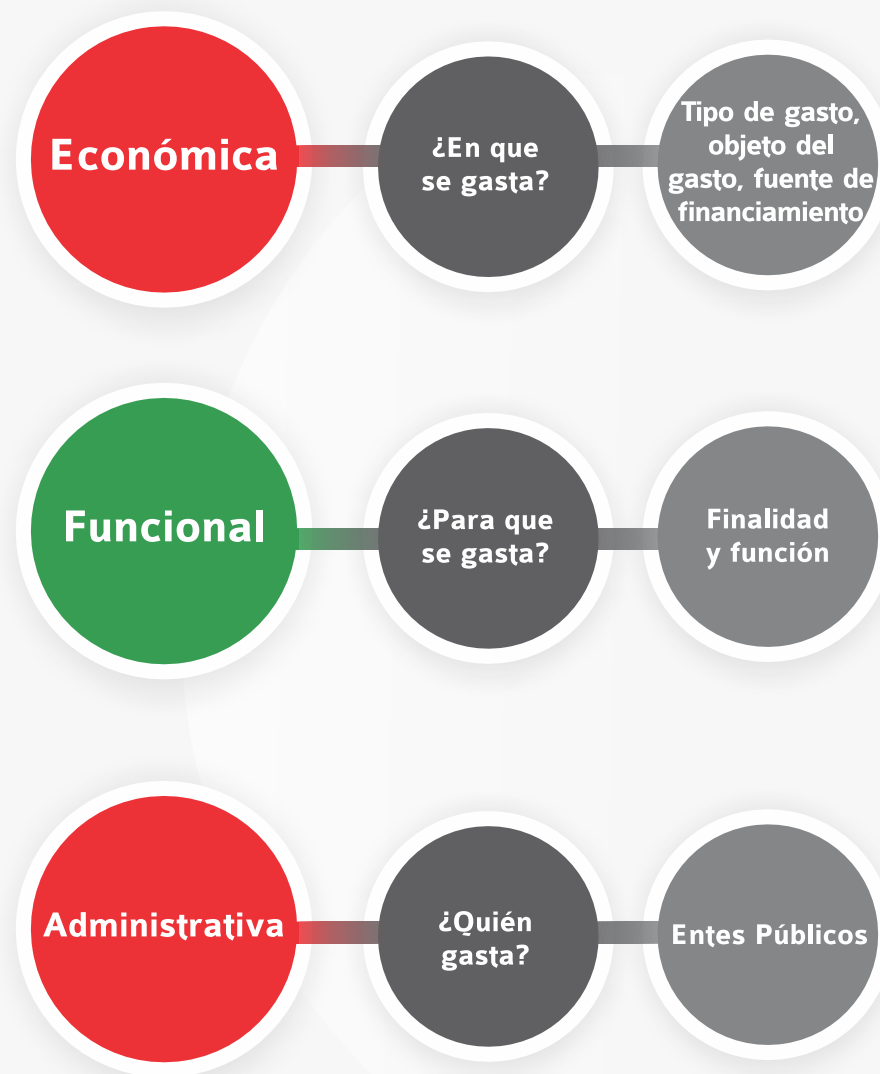 Económica
¿En que
se gasta?
Tipo de gasto,
objeto del
gasto, fuente de
financiamiento
Funcional
¿Para que
se gasta?
Finalidad
y función
Administrativa
¿Quién
gasta?
Entes Públicos